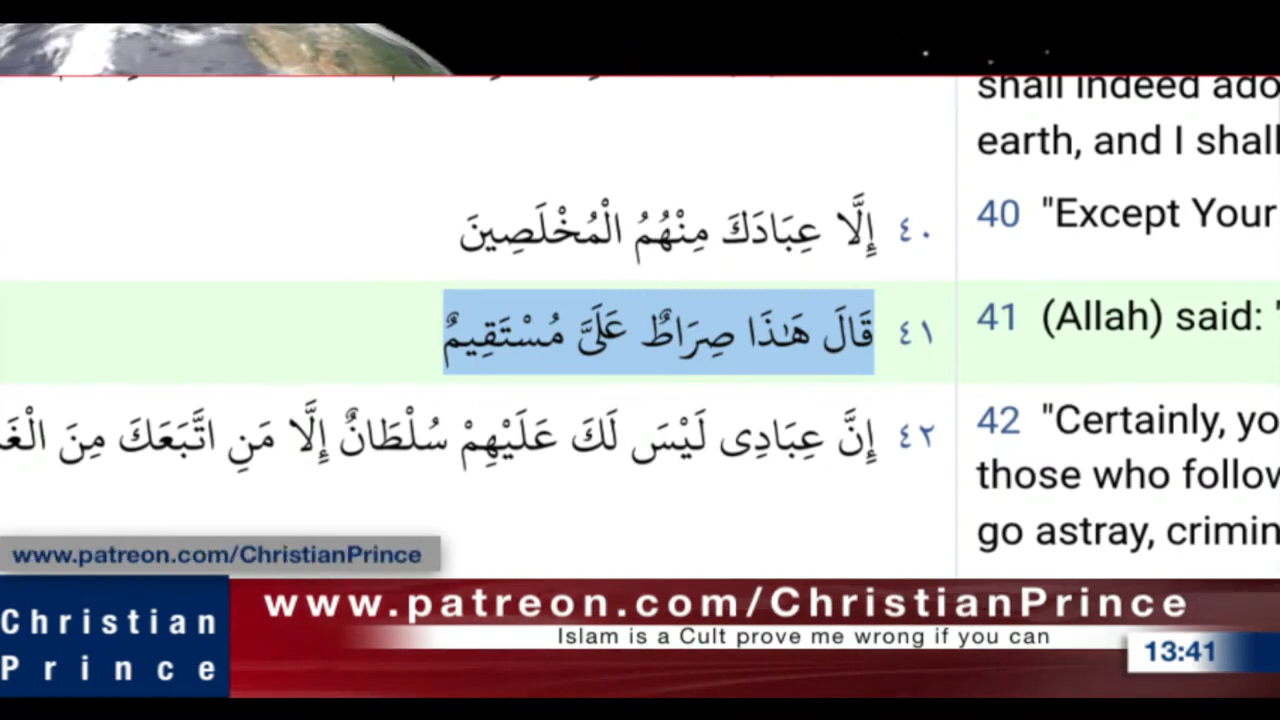 shall indeed ado
earth, and I shall
إِلَّا عِبَادَكَ مِنْهُمُ الْمُخْلَصِينَ ٤٠
40 "Except Your
قَالَ هَـٰذَا صِرَاطٌ عَلَىَّ مُسْتَقِيمٌ ٤١
41 (Allah) said: "
إِنَّ عِبَادِى لَيْسَ لَكَ عَلَيْهِمْ سُلْطَانٌ إِلَّا مَنِ اتَّبَعَكَ مِنَ الْغَا ٤٢
42 "Certainly, yo
those who follow
go astray, crimin
www.patreon.com/ChristianPrince
Christian
Prince
www.patreon.com/ChristianPrince
Islam is a Cult prove me wrong if you can
13:41